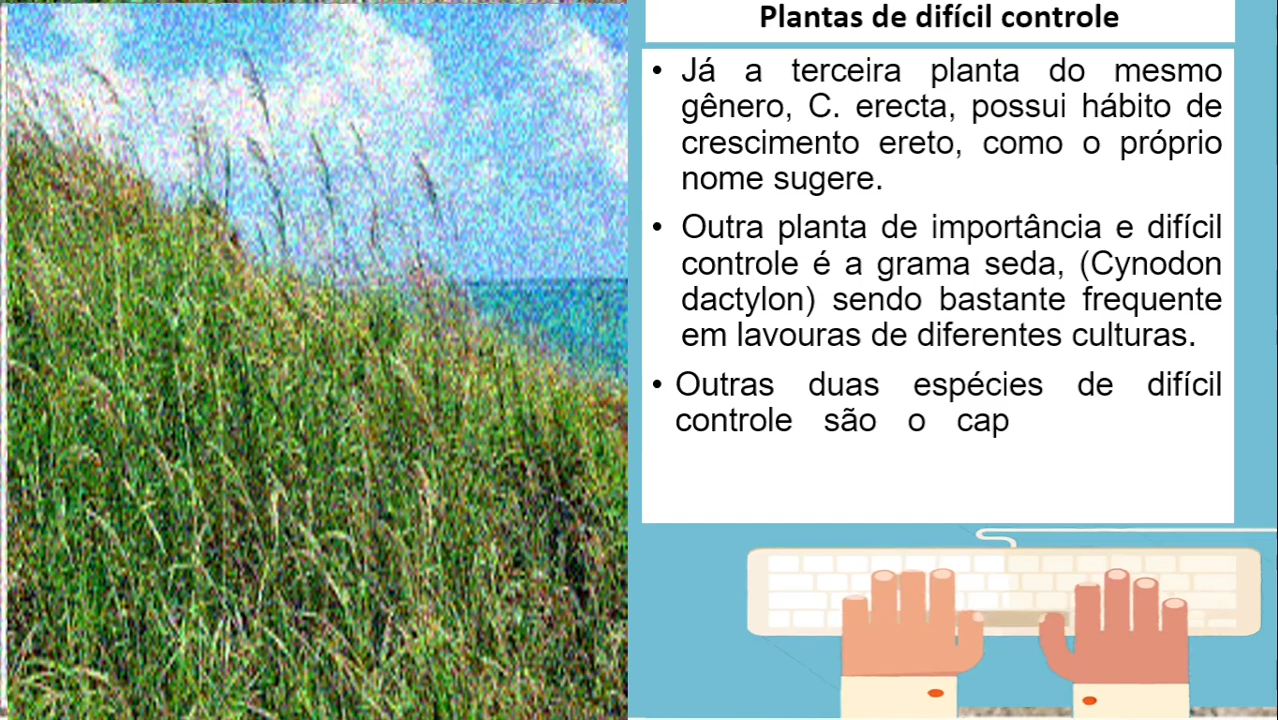 Plantas de difícil controle
• Já a terceira planta do mesmo
gênero, C. erecta, possui hábito de
crescimento ereto, como o próprio
nome sugere.
• Outra planta de importância e difícil
controle é a grama seda, (Cynodon
dactylon) sendo bastante frequente
em lavouras de diferentes culturas.
• Outras duas espécies de difícil
controle são o cap